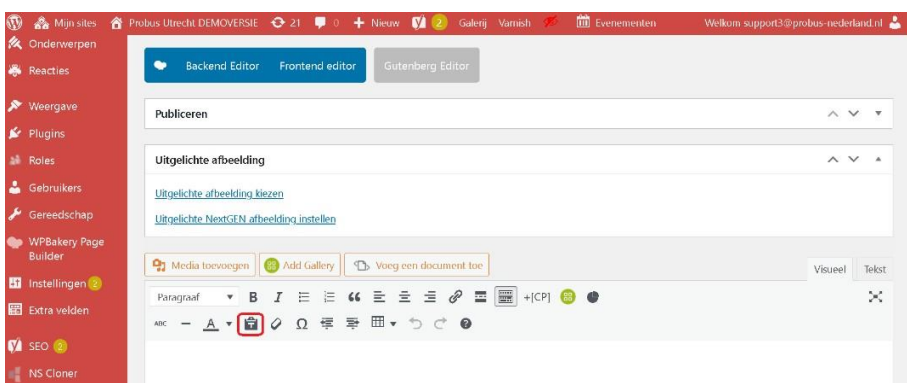 Mijn sites Probus Utrecht DEMOVERSIE 21 0 + Nieuw 2 Galerij Varnish Evenementen Welkom support3@probus-nederland.nl
Onderwerpen
Reacties
Weergave
Plugins
Roles
Gebruikers
Gereedschap
WPBakery Page
Builder
Instellingen 2
Extra velden
SEO 2
NS Cloner
Backend Editor Frontend editor Gutenberg Editor
Publiceren
Uitgelichte afbeelding
Uitgelichte afbeelding kiezen
Uitgelichte NextGEN afbeelding instellen
Media toevoegen Add Gallery Voeg een document toe
Visueel Tekst
Paragraaf B I +[CP]
ABC A Ω